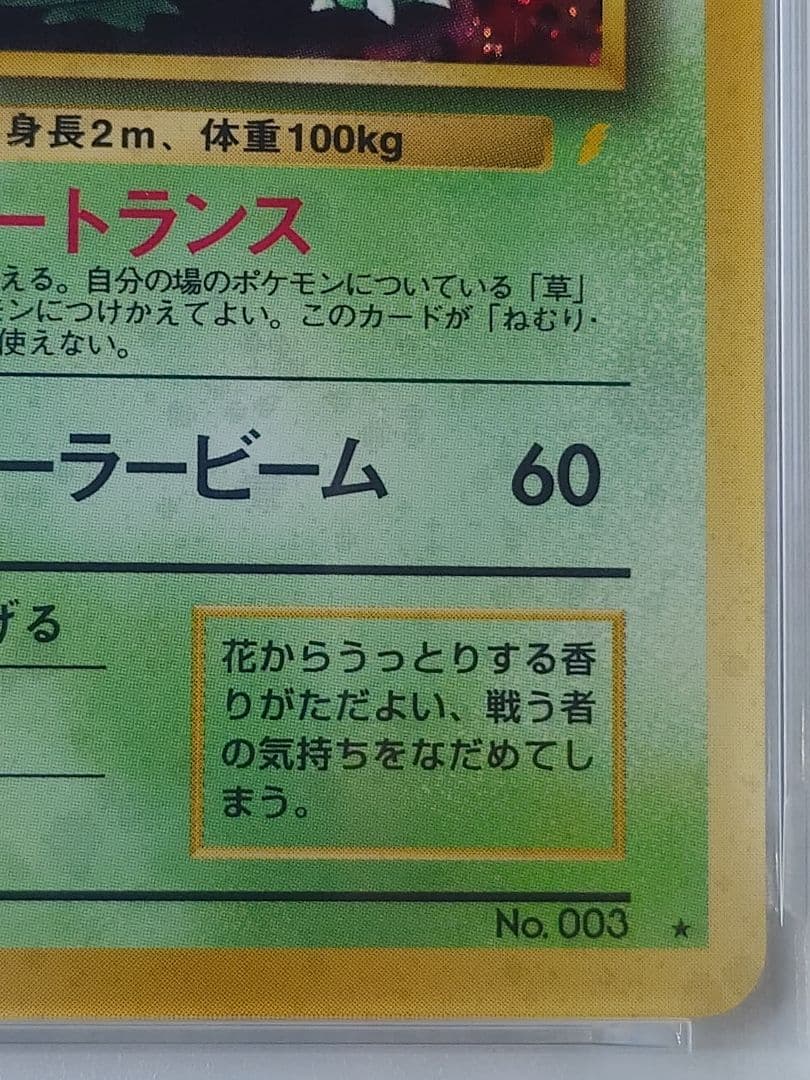 身長2m、体重100kg
ートランス
える。自分の場のポケモンについている「草」
モンにつけかえてよい。このカードが「ねむり・
使えない。
ーラービーム 60
げる
花からうっとりする香
りがただよい、戦う者
の気持ちをなだめてし
まう。
No. 003 ★